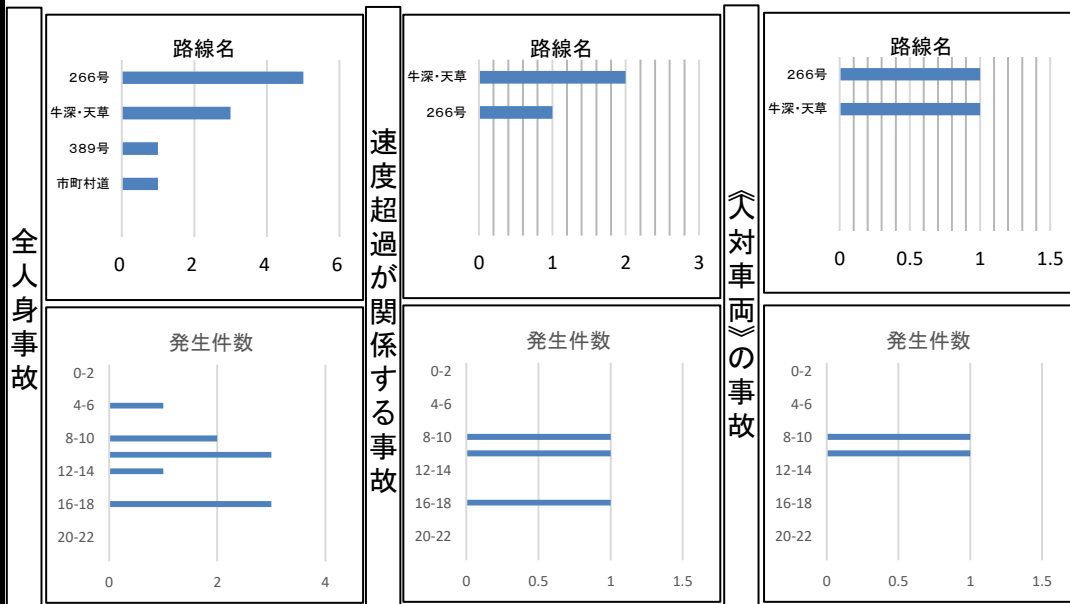 全人身事故
路線名
266号
牛深・天草
389号
市町村道
0 2 4 6
発生件数
0-2
4-6
8-10
12-14
16-18
20-22
0 2 4
速度超過が関係する事故
路線名
牛深・天草
266号
0 1 2 3
発生件数
0-2
4-6
8-10
12-14
16-18
20-22
0 0.5 1 1.5
《人対車両》の事故
路線名
266号
牛深・天草
0 0.5 1 1.5
発生件数
0-2
4-6
8-10
12-14
16-18
20-22
0 0.5 1 1.5